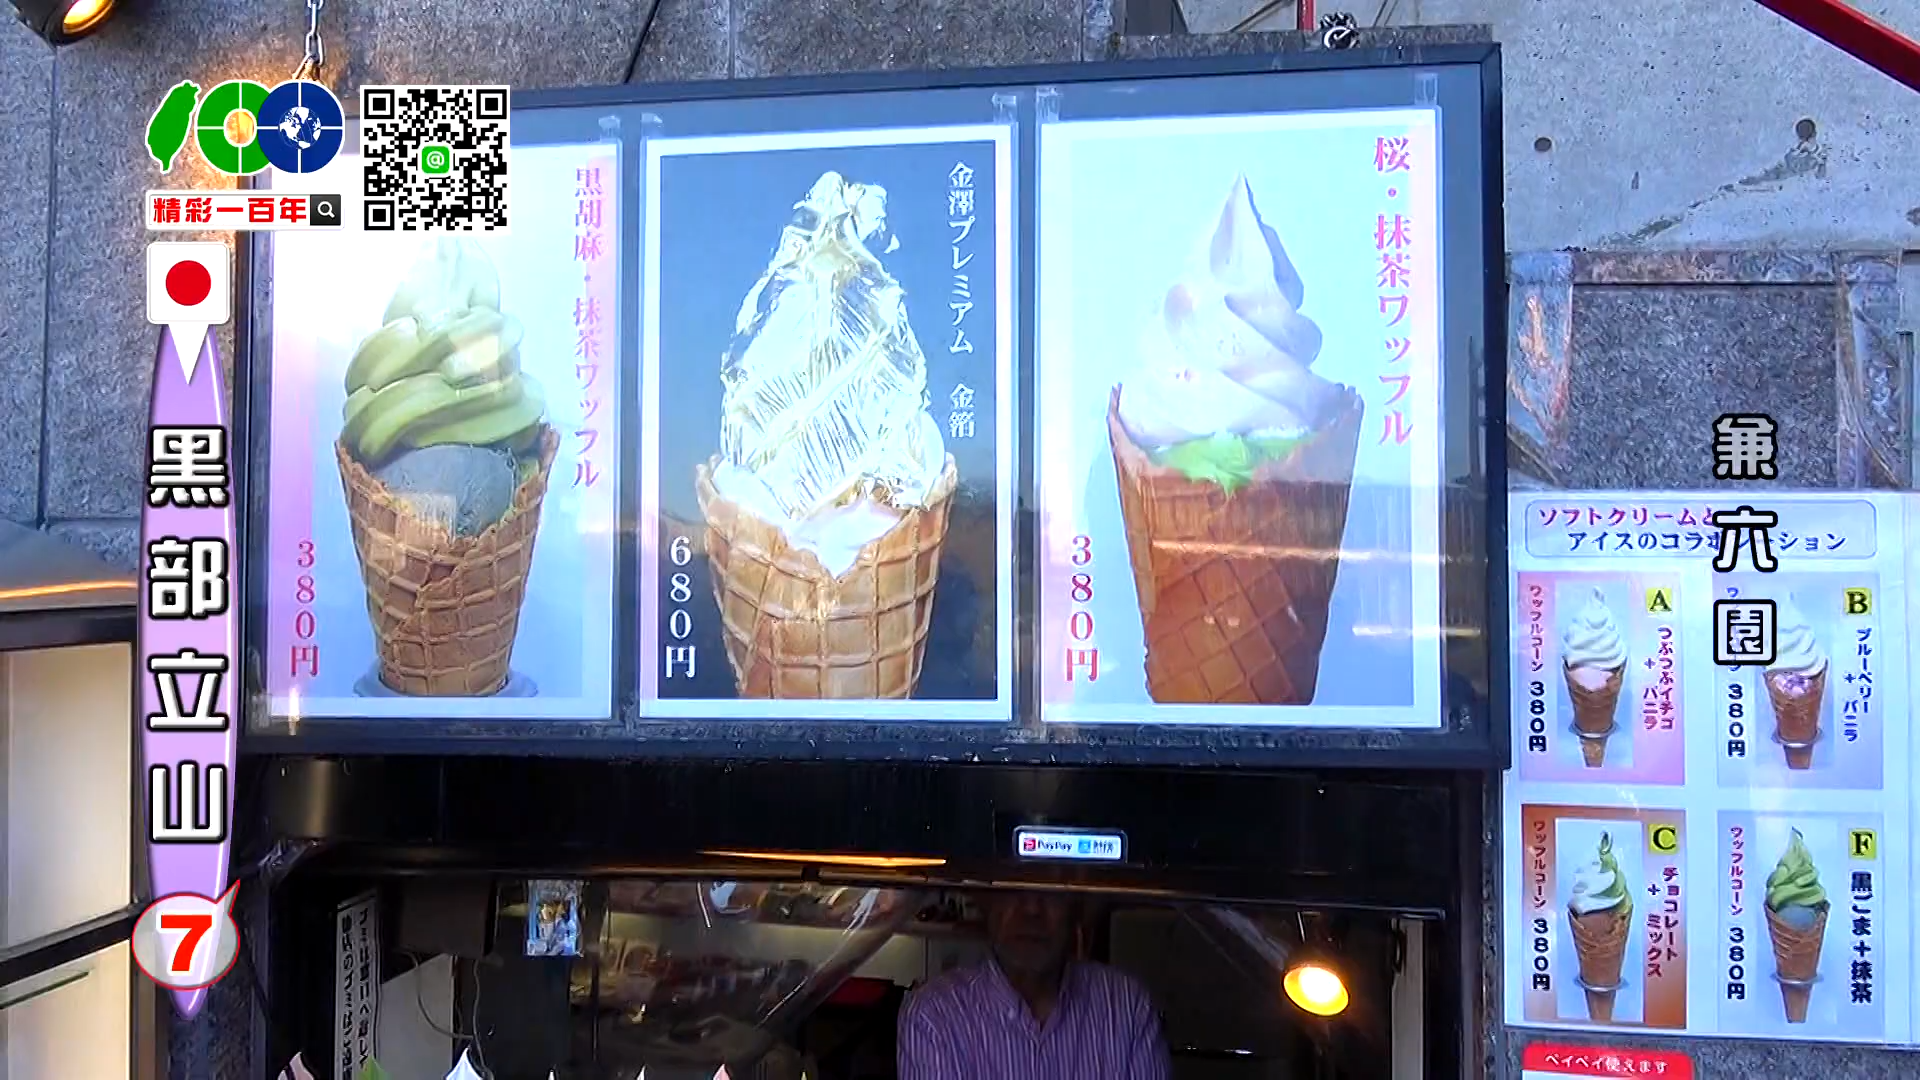 精彩一百年
黒部立山
7
兼六園
黒胡麻・抹茶ワッフル
380円
金澤プレミアム 金箔
680円
桜・抹茶ワッフル
380円
ソフトクリームと
アイスのコラボ
ション
A
つぶつぶイチゴ
+
バニラ
ワッフルコーン 380円
B
ブルーベリー
+
バニラ
380円
C
チョコレート
+
ミックス
ワッフルコーン 380円
F
黒ごま+抹茶
ワッフルコーン 380円
PayPay
ペイペイ使えます